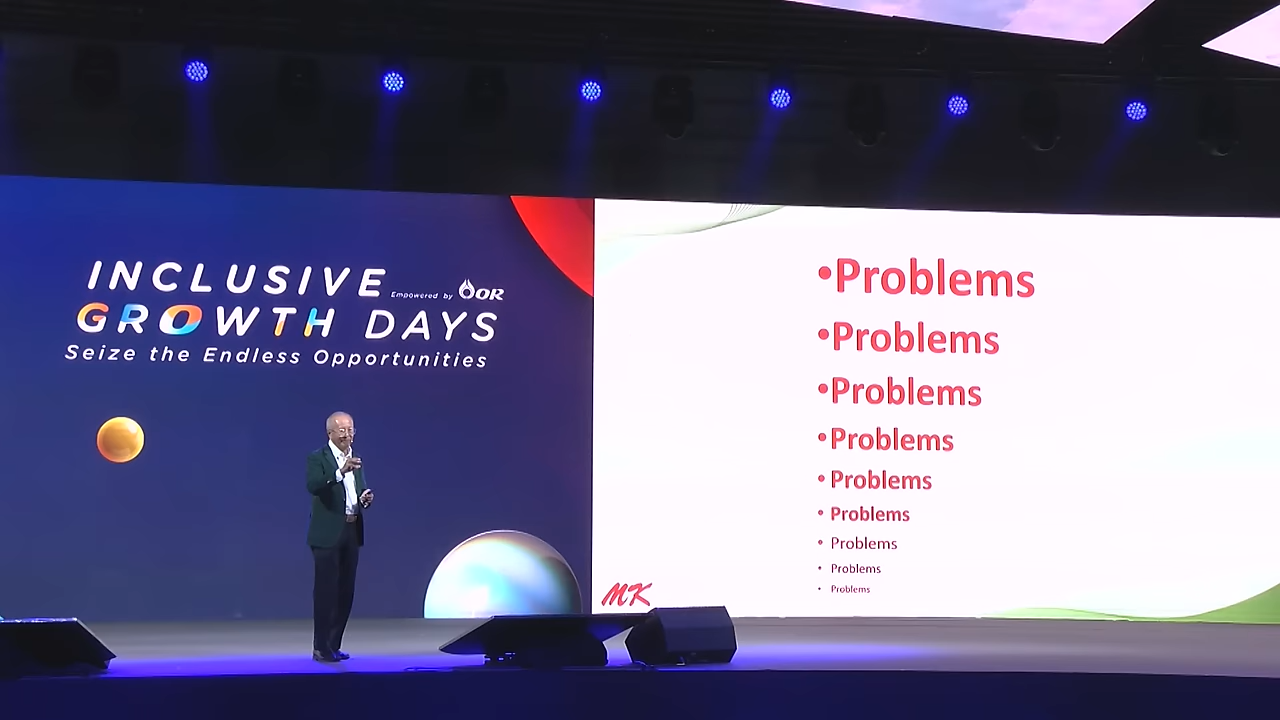 INCLUSIVE
Empowered by OR
GROWTH DAYS
Seize the Endless Opportunities
•Problems
•Problems
•Problems
•Problems
•Problems
•Problems
•Problems
•Problems
•Problems
MK